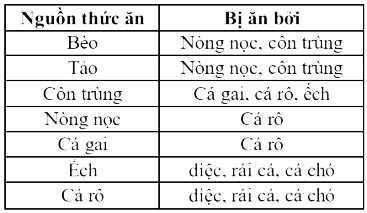 Nguồn thức ăn | Bị ăn bởi
Bèo | Nòng nọc, côn trùng
Tảo | Nòng nọc, côn trùng
Côn trùng | Cá gai, cá rô, ếch
Nòng nọc | Cá rô
Cá gai | Cá rô
Ếch | diệc, rái cá, cá chó
Cá rô | diệc, rái cá, cá chó